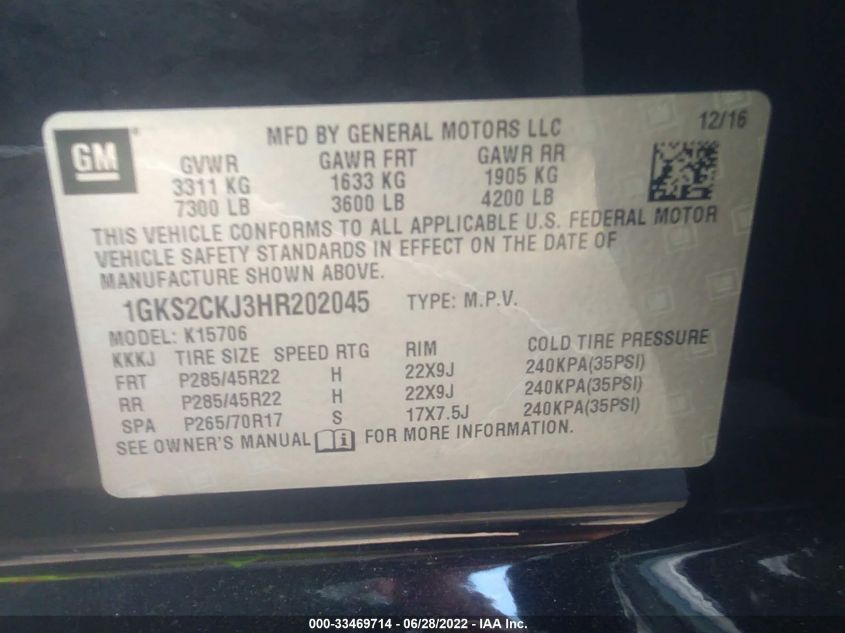 GM
MFD BY GENERAL MOTORS LLC 12/16
GVWR GAWR FRT GAWR RR
3311 KG 1633 KG 1905 KG
7300 LB 3600 LB 4200 LB
THIS VEHICLE CONFORMS TO ALL APPLICABLE U.S. FEDERAL MOTOR
VEHICLE SAFETY STANDARDS IN EFFECT ON THE DATE OF
MANUFACTURE SHOWN ABOVE.
1GKS2CKJ3HR202045 TYPE: M.P.V.
MODEL: K15706
KKKJ TIRE SIZE SPEED RTG RIM COLD TIRE PRESSURE
FRT P285/45R22 H 22X9J 240KPA(35PSI)
RR P285/45R22 H 22X9J 240KPA(35PSI)
SPA P265/70R17 S 17X7.5J 240KPA(35PSI)
SEE OWNER'S MANUAL i FOR MORE INFORMATION.
000-33469714 - 06/28/2022 - IAA Inc.